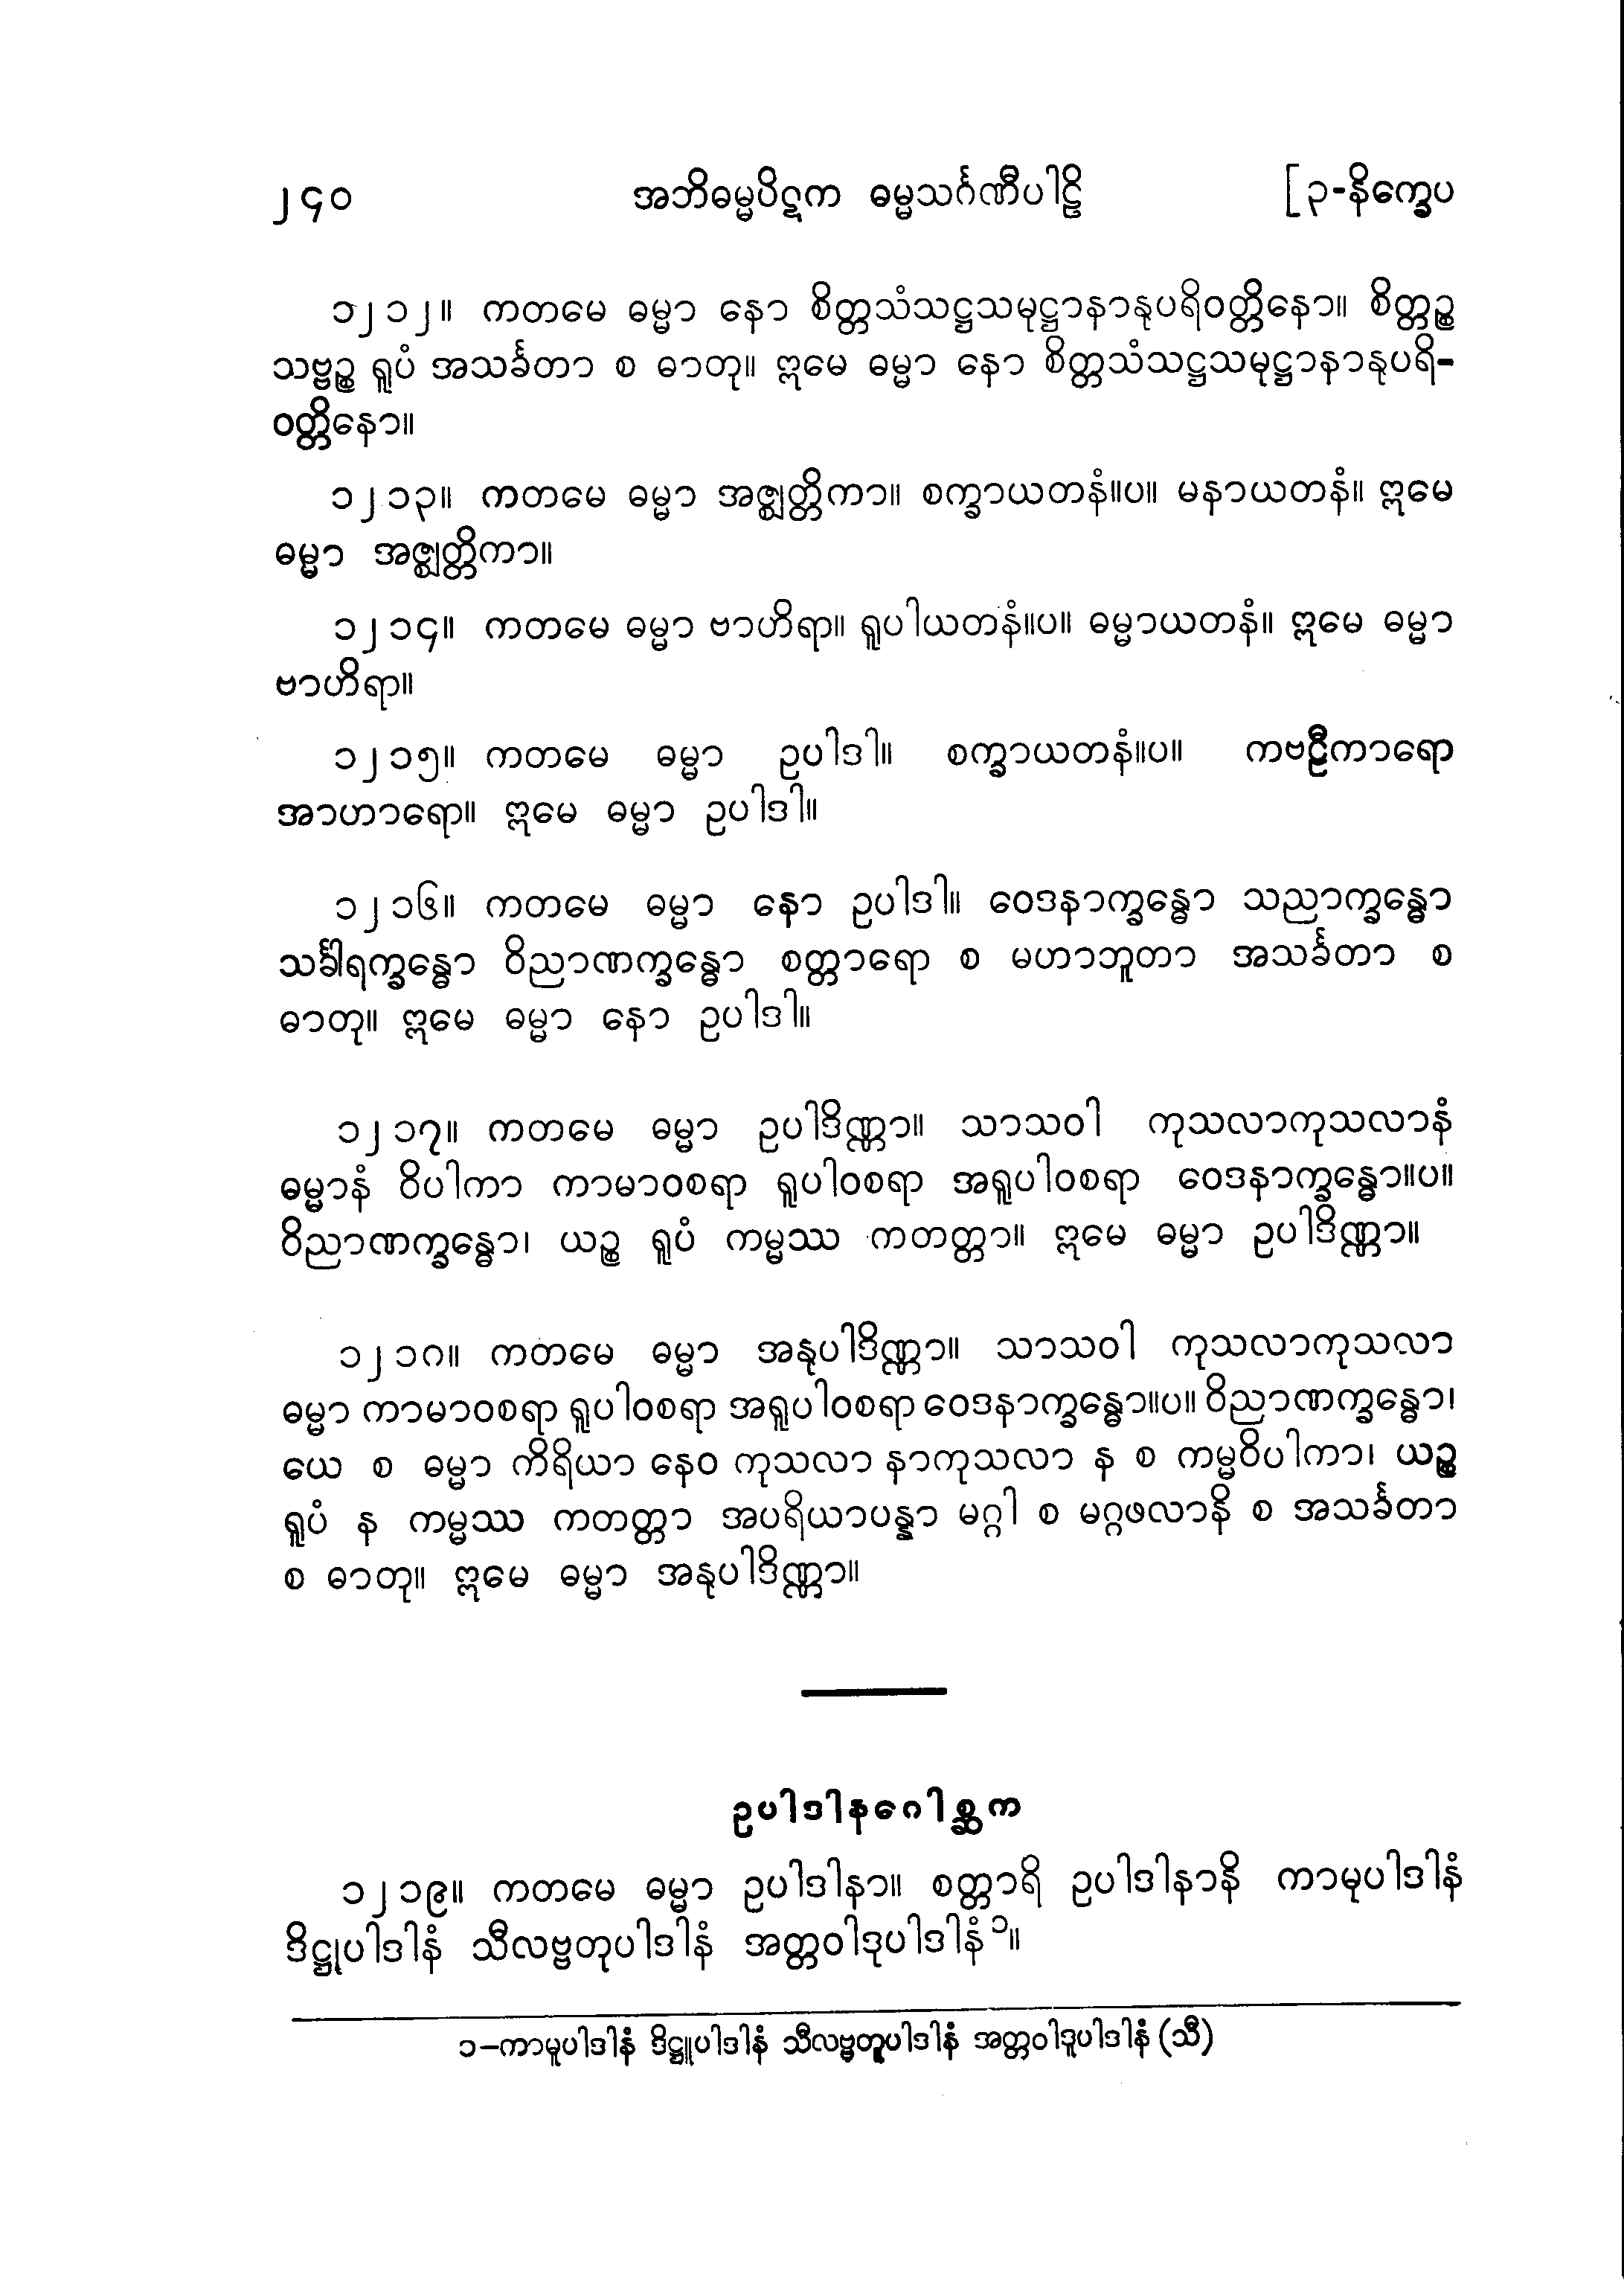 ၂၄၀ အဘိဓမ္မပိဋက ဓမ္မသင်္ဂဏီပါဠိ [၃-နိက္ခေပ
၁၂၁၂။ ကတမေ ဓမ္မာ နော စိတ္တသံသဋ္ဌသမုဋ္ဌာနာနုပရိဝတ္တိနော။ စိတ္တဉ္စ
သဗ္ဗဉ္စ ရူပံ အသင်္ခတာ စ ဓာတု။ ဣမေ ဓမ္မာ နော စိတ္တသံသဋ္ဌသမုဋ္ဌာနာနုပရိ-
ဝတ္တိနော။
၁၂၁၃။ ကတမေ ဓမ္မာ အဇ္ဈတ္တိကာ။ စက္ခာယတနံ။ပ။ မနာယတနံ။ ဣမေ
ဓမ္မာ အဇ္ဈတ္တိကာ။
၁၂၁၄။ ကတမေ ဓမ္မာ ဗာဟိရာ။ ရူပါယတနံ။ပ။ ဓမ္မာယတနံ။ ဣမေ ဓမ္မာ
ဗာဟိရာ။
၁၂၁၅။ ကတမေ ဓမ္မာ ဥပါဒါ။ စက္ခာယတနံ။ပ။ ကဗဠီကာရော
အာဟာရော။ ဣမေ ဓမ္မာ ဥပါဒါ။
၁၂၁၆။ ကတမေ ဓမ္မာ နော ဥပါဒါ။ ဝေဒနာက္ခန္ဓော သညာက္ခန္ဓော
သင်္ခါရက္ခန္ဓော ဝိညာဏက္ခန္ဓော စတ္တာရော စ မဟာဘူတာ အသင်္ခတာ စ
ဓာတု။ ဣမေ ဓမ္မာ နော ဥပါဒါ။
၁၂၁၇။ ကတမေ ဓမ္မာ ဥပါဒိဏ္ဏာ။ သာသဝါ ကုသလာကုသလာနံ
ဓမ္မာနံ ဝိပါကာ ကာမာဝစရာ ရူပါဝစရာ အရူပါဝစရာ ဝေဒနာက္ခန္ဓော။ပ။
ဝိညာဏက္ခန္ဓော၊ ယဉ္စ ရူပံ ကမ္မဿ ကတတ္တာ။ ဣမေ ဓမ္မာ ဥပါဒိဏ္ဏာ။
၁၂၁၈။ ကတမေ ဓမ္မာ အနုပါဒိဏ္ဏာ။ သာသဝါ ကုသလာကုသလာ
ဓမ္မာ ကာမာဝစရာ ရူပါဝစရာ အရူပါဝစရာ ဝေဒနာက္ခန္ဓော။ပ။ ဝိညာဏက္ခန္ဓော၊
ယေ စ ဓမ္မာ ကိရိယာ နေဝ ကုသလာ နာကုသလာ န စ ကမ္မဝိပါကာ၊ ယဉ္စ
ရူပံ န ကမ္မဿ ကတတ္တာ အပရိယာပန္နာ မဂ္ဂါ စ မဂ္ဂဖလာနိ စ အသင်္ခတာ
စ ဓာတု။ ဣမေ ဓမ္မာ အနုပါဒိဏ္ဏာ။
ဥပါဒါနဂေါစ္ဆက
၁၂၁၉။ ကတမေ ဓမ္မာ ဥပါဒါနာ။ စတ္တာရိ ဥပါဒါနာနိ ကာမုပါဒါနံ
ဒိဋ္ဌုပါဒါနံ သီလဗ္ဗတုပါဒါနံ အတ္တဝါဒုပါဒါနံ၁။
၁–ကာမူပါဒါနံ ဒိဋ္ဌူပါဒါနံ သီလဗ္ဗတူပါဒါနံ အတ္တဝါဒူပါဒါနံ (သီ)